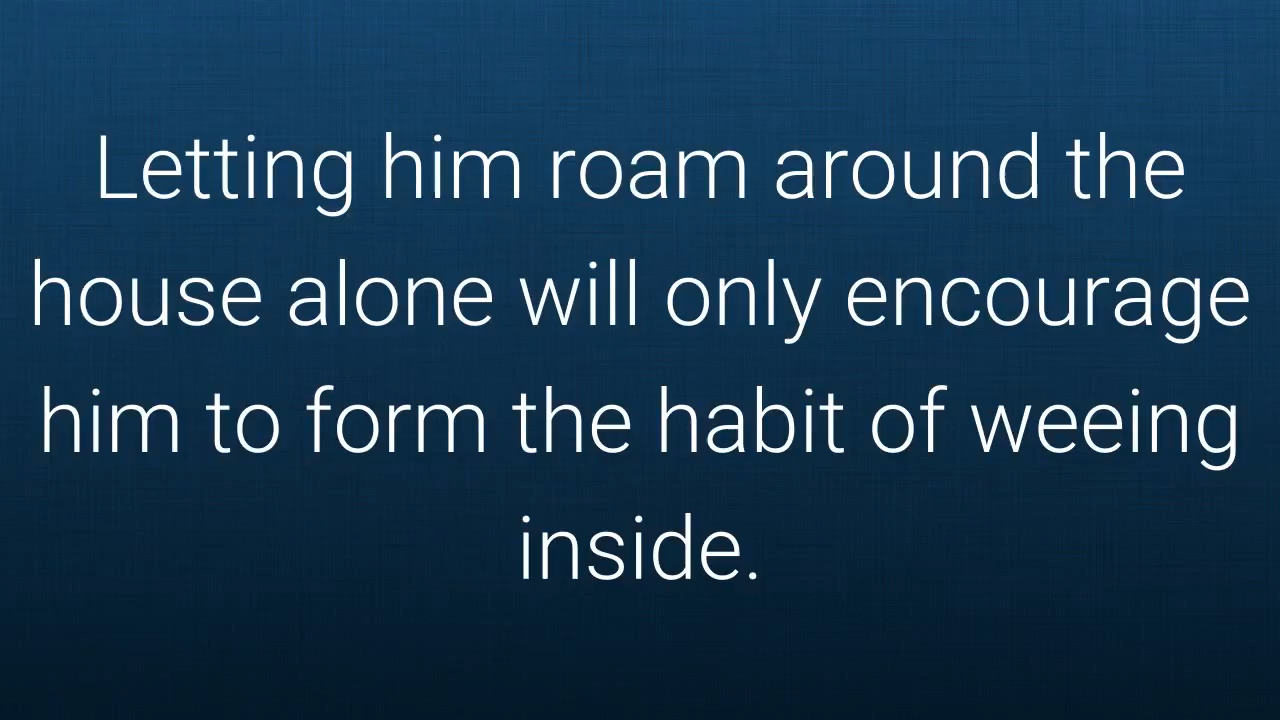 Letting him roam around the
house alone will only encourage
him to form the habit of weeing
inside.